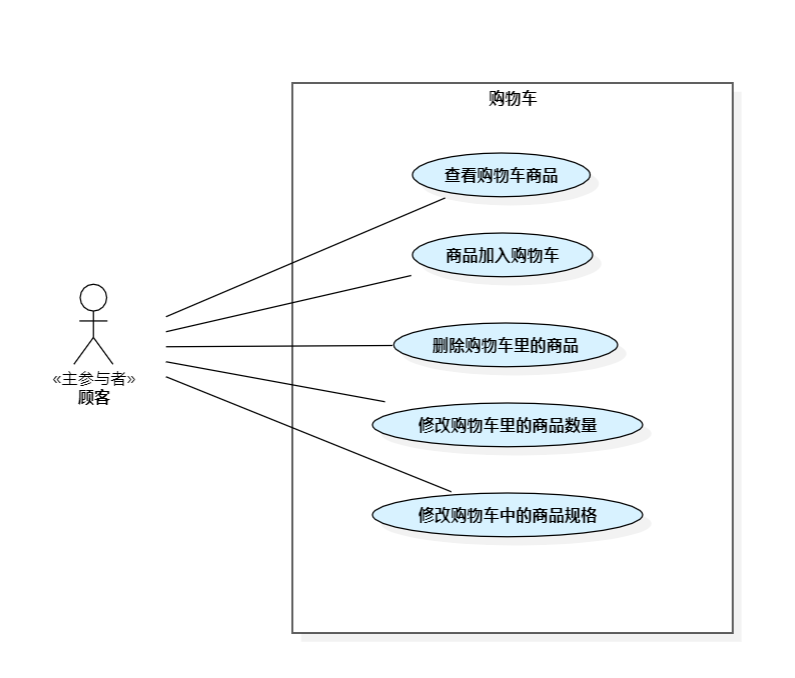 购物车
查看购物车商品
商品加入购物车
删除购物车里的商品
«主参与者»
顾客
修改购物车里的商品数量
修改购物车中的商品规格